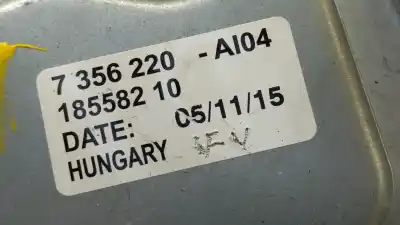 7 356 220 - AI04
185582 10
DATE: 05/11/15
HUNGARY